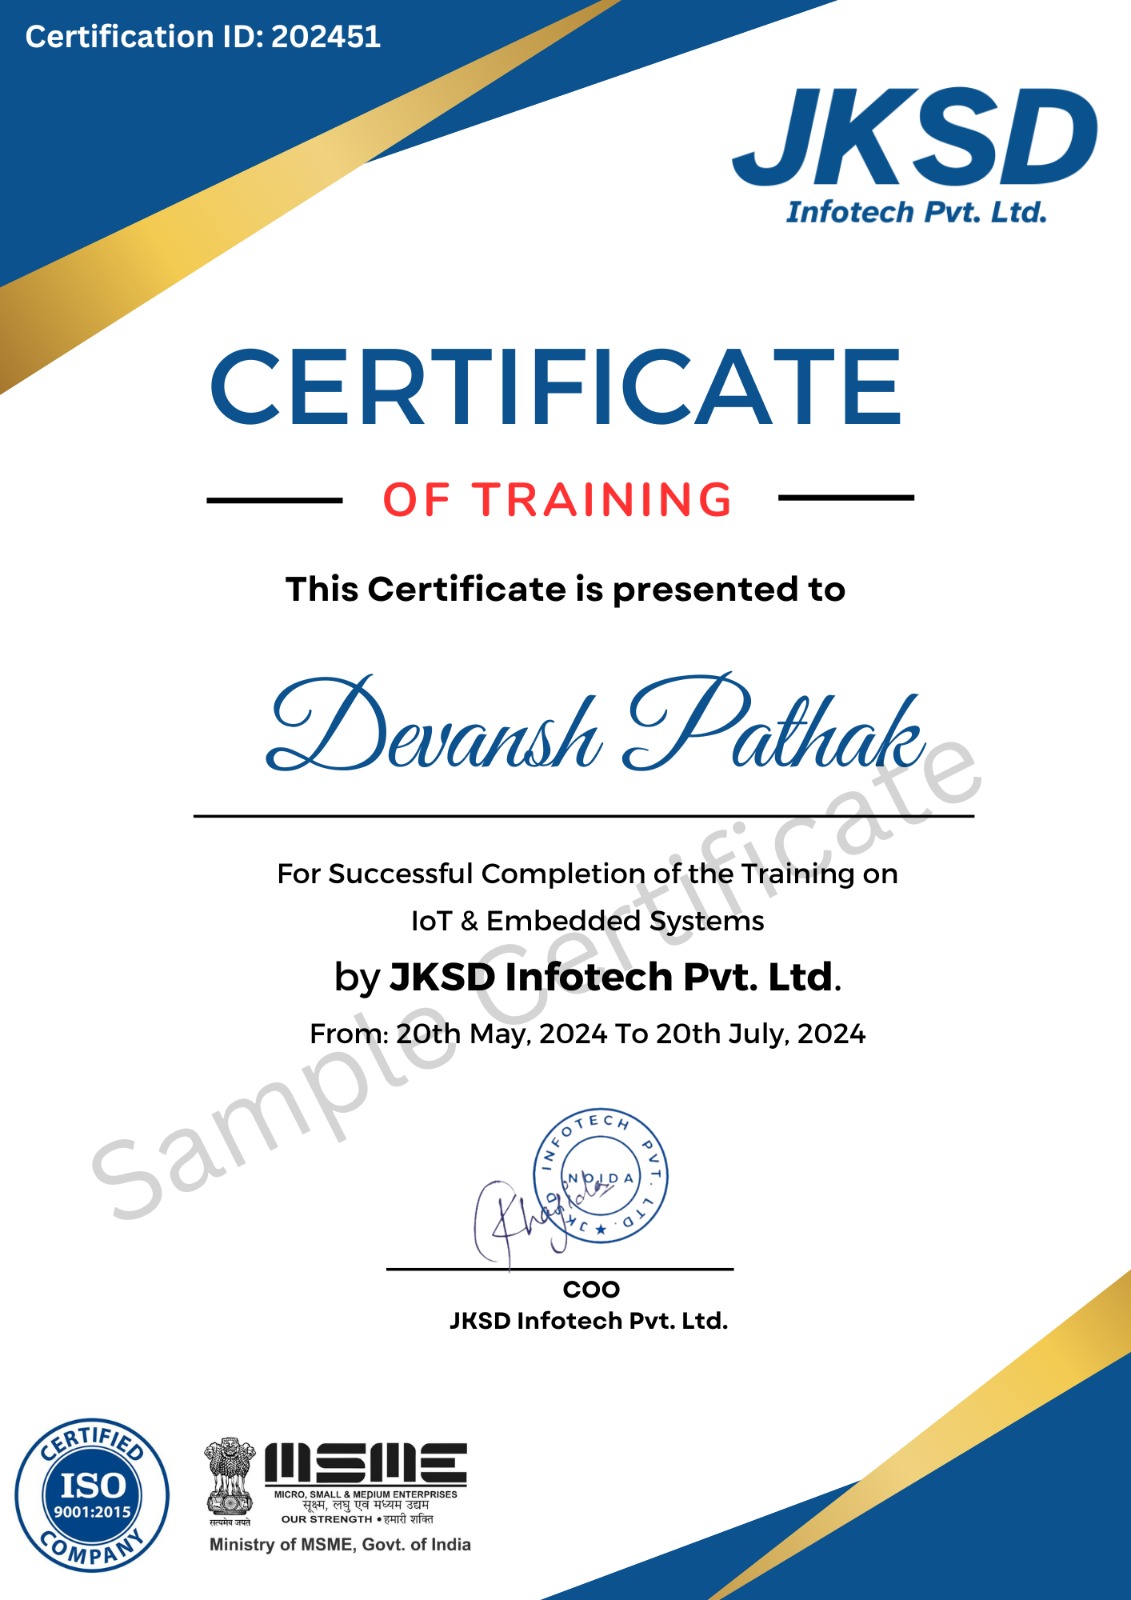 Certification ID: 202451
JKSD
Infotech Pvt. Ltd.
CERTIFICATE
OF TRAINING
This Certificate is presented to
Devansh Pathak
For Successful Completion of the Training on
IoT & Embedded Systems
by JKSD Infotech Pvt. Ltd.
From: 20th May, 2024 To 20th July, 2024
Sample Certificate
JKSD INFOTECH PVT. LTD.
NOIDA
COO
JKSD Infotech Pvt. Ltd.
CERTIFIED
ISO
9001:2015
COMPANY
सत्यमेव जयते
MSME
MICRO, SMALL & MEDIUM ENTERPRISES
सूक्ष्म, लघु एवं मध्यम उद्यम
OUR STRENGTH • हमारी शक्ति
Ministry of MSME, Govt. of India